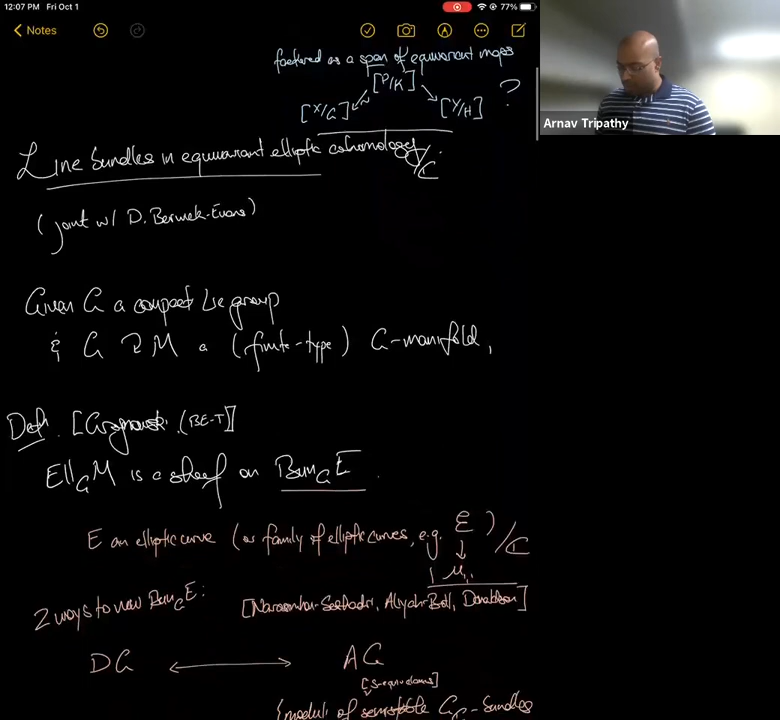 12:07 PM Fri Oct 1
77%
Notes
Arnav Tripathy
factored as a span of equivariant maps
[P/K]
[X/G] [Y/H] ?
Line bundles in equivariant elliptic cohomology/ℂ.
(joint w/ D. Berwick-Evans)
Given G a compact Lie group
& G ↻ M a (finite-type) G-manifold,
Defn. [Grojnowski, (BE-T)]
Ell_G M is a sheaf on Bun_G E.
E an elliptic curve (or family of elliptic curves, e.g. ℰ)/ℂ
↓
M₁,₁
2 ways to view Bun_G E: [Narasimhan-Seshadri, Atiyah-Bott, Donaldson]
DG ⟷ AG
[S-equiv classes]
{moduli of semistable G_ℂ-bundles